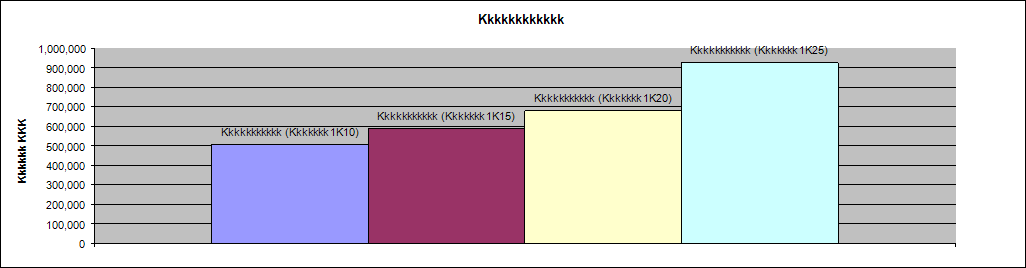 Kkkkkkkkkkkk
1,000,000
900,000
800,000
700,000
600,000
500,000
400,000
300,000
200,000
100,000
0
Kkkkkk KKK
Kkkkkkkkkkk (Kkkkkkk 1K10)
Kkkkkkkkkkk (Kkkkkkk 1K15)
Kkkkkkkkkkk (Kkkkkkk 1K20)
Kkkkkkkkkkk (Kkkkkkk 1K25)